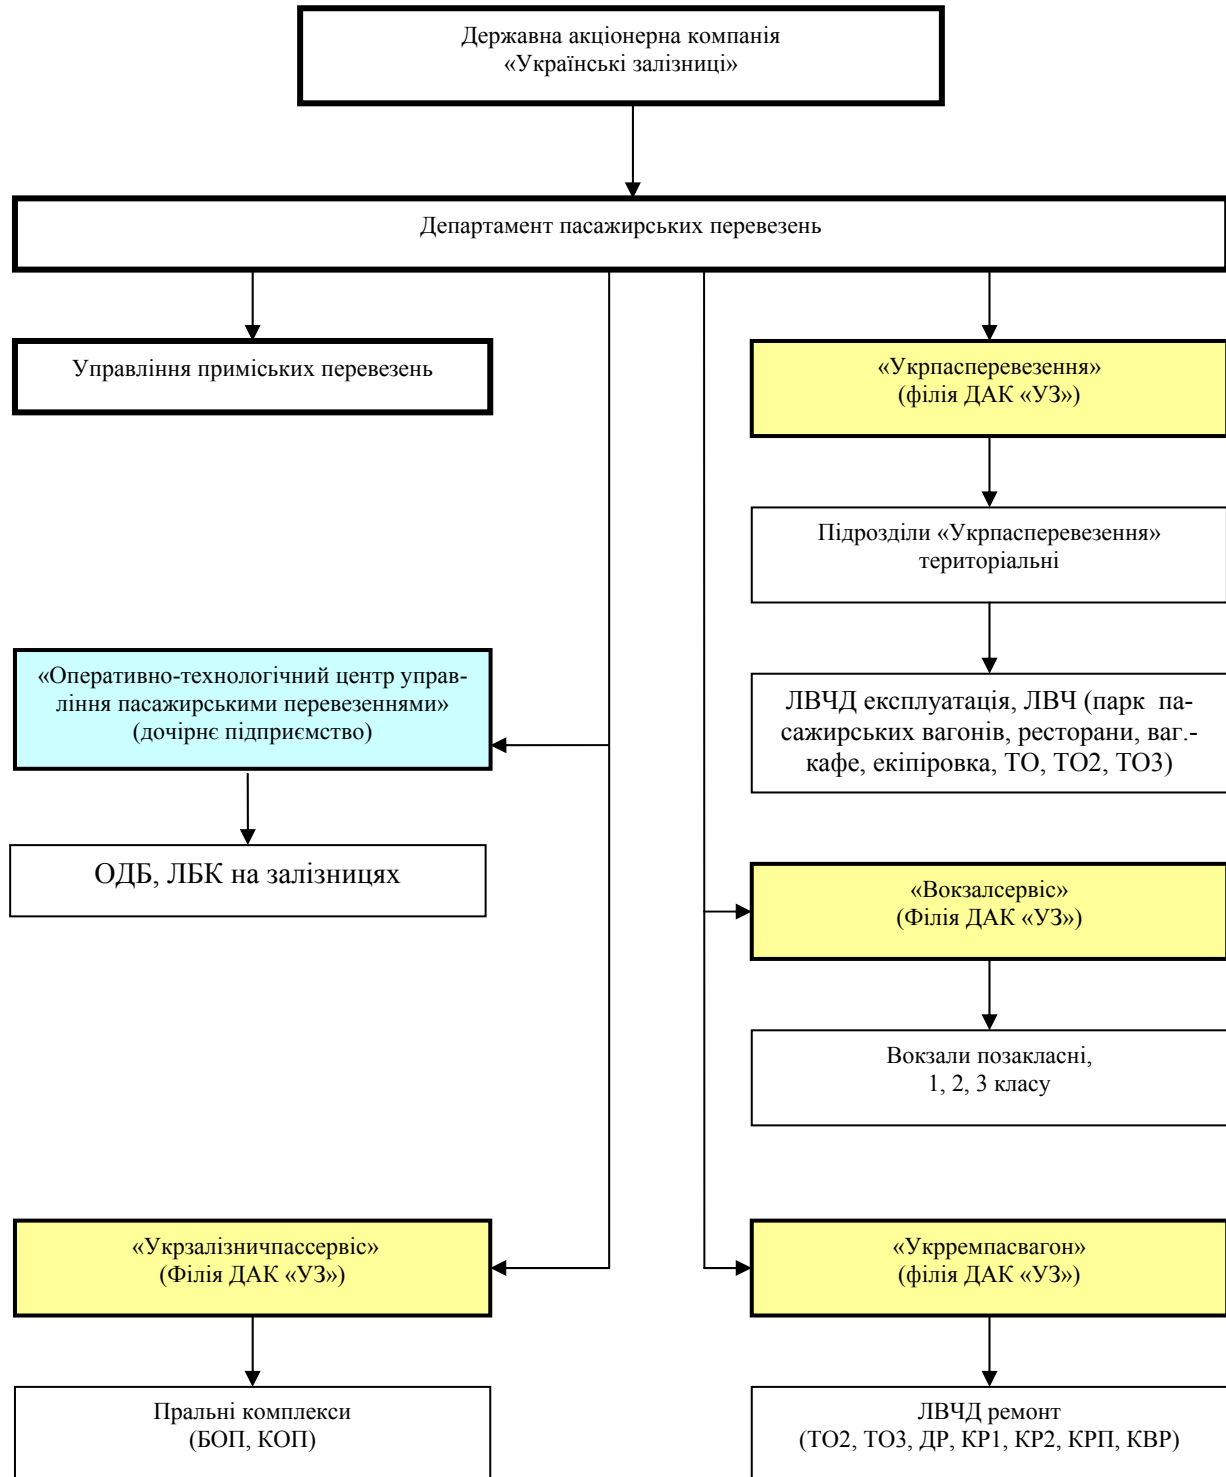 Державна акціонерна компанія
«Українські залізниці»
Департамент пасажирських перевезень
Управління приміських перевезень
«Укрпасперевезення»
(філія ДАК «УЗ»)
Підрозділи «Укрпасперевезення»
територіальні
«Оперативно-технологічний центр управ-
ління пасажирськими перевезеннями»
(дочірнє підприємство)
ЛВЧД експлуатація, ЛВЧ (парк па-
сажирських вагонів, ресторани, ваг.-
кафе, екіпіровка, ТО, ТО2, ТО3)
ОДБ, ЛБК на залізницях
«Вокзалсервіс»
(Філія ДАК «УЗ»)
Вокзали позакласні,
1, 2, 3 класу
«Укрзалізничпассервіс»
(Філія ДАК «УЗ»)
«Укрремпасвагон»
(філія ДАК «УЗ»)
Пральні комплекси
(БОП, КОП)
ЛВЧД ремонт
(ТО2, ТО3, ДР, КР1, КР2, КРП, КВР)